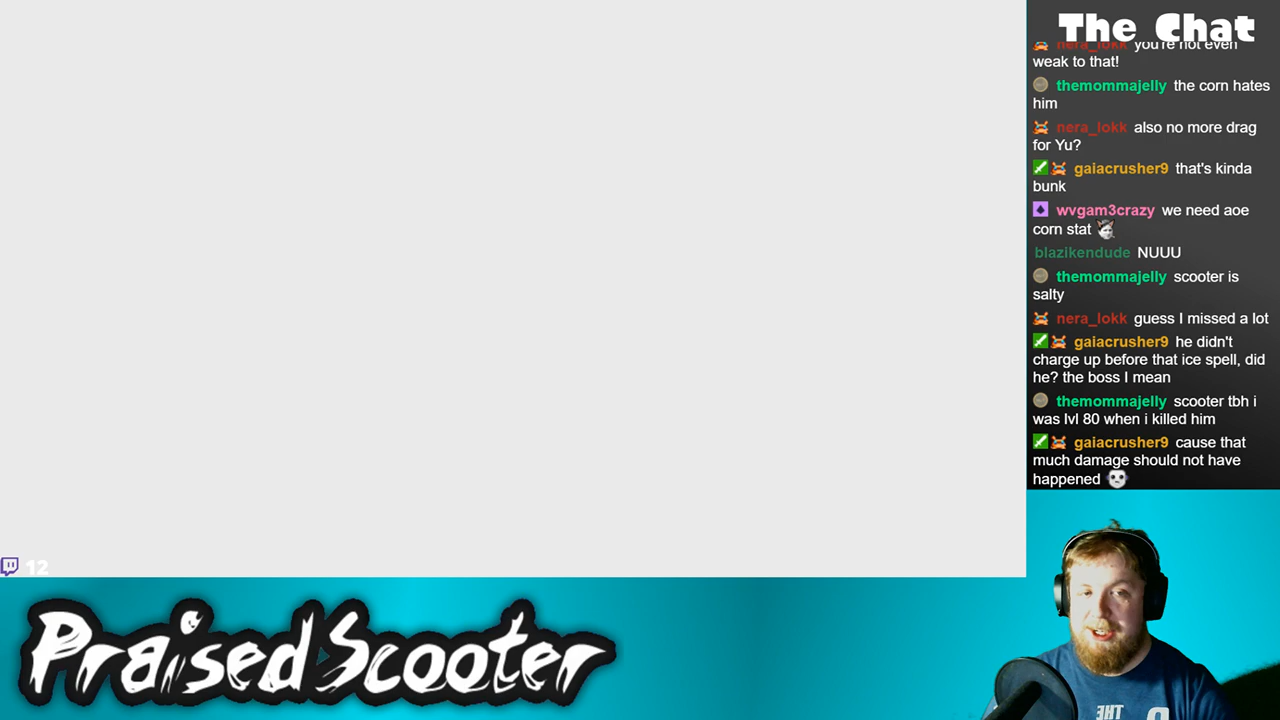 The Chat
nera_lokk you're not even
weak to that!
themommajelly the corn hates
him
nera_lokk also no more drag
for Yu?
gaiacrusher9 that's kinda
bunk
wvgam3crazy we need aoe
corn stat
blazikendude NUUU
themommajelly scooter is
salty
nera_lokk guess I missed a lot
gaiacrusher9 he didn't
charge up before that ice spell, did
he? the boss I mean
themommajelly scooter tbh i
was lvl 80 when i killed him
gaiacrusher9 cause that
much damage should not have
happened
12
PraisedScooter
THE